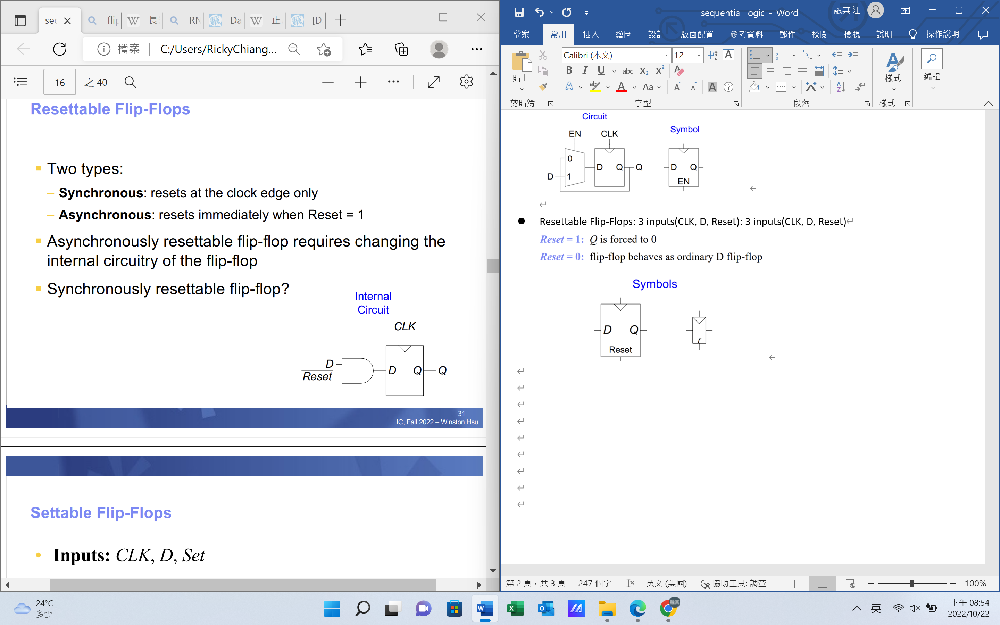 sec
flip
長
RN
Da
正
[D
檔案
C:/Users/RickyChiang...
16
之 40
Resettable Flip-Flops
Two types:
– Synchronous: resets at the clock edge only
– Asynchronous: resets immediately when Reset = 1
Asynchronously resettable flip-flop requires changing the
internal circuitry of the flip-flop
Synchronously resettable flip-flop?
Internal
Circuit
CLK
D
Reset
D Q
Q
31
IC, Fall 2022 – Winston Hsu
Settable Flip-Flops
• Inputs: CLK, D, Set
sequential_logic - Word
融其 江
檔案 常用 插入 繪圖 設計 版面配置 參考資料 郵件 校閱 檢視 說明 操作說明
貼上
剪貼簿
Calibri (本文)
12
字型
段落
樣式
樣式
編輯
Circuit
Symbol
EN CLK
0
1
D
D Q
Q
D Q
EN
● Resettable Flip-Flops: 3 inputs(CLK, D, Reset): 3 inputs(CLK, D, Reset)
Reset = 1: Q is forced to 0
Reset = 0: flip-flop behaves as ordinary D flip-flop
Symbols
D Q
Reset
r
第 2 頁，共 3 頁
247 個字
英文 (美國)
協助工具: 調查
100%
24°C
多雲
英
下午 08:54
2022/10/22